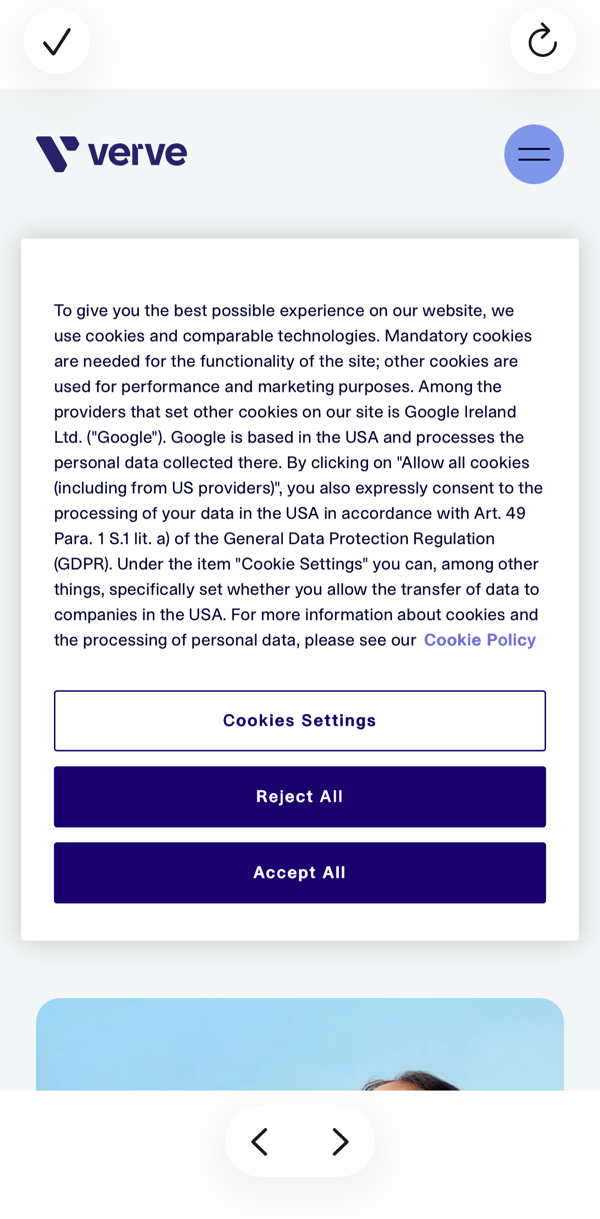 verve
To give you the best possible experience on our website, we
use cookies and comparable technologies. Mandatory cookies
are needed for the functionality of the site; other cookies are
used for performance and marketing purposes. Among the
providers that set other cookies on our site is Google Ireland
Ltd. ("Google"). Google is based in the USA and processes the
personal data collected there. By clicking on "Allow all cookies
(including from US providers)", you also expressly consent to the
processing of your data in the USA in accordance with Art. 49
Para. 1 S.1 lit. a) of the General Data Protection Regulation
(GDPR). Under the item "Cookie Settings" you can, among other
things, specifically set whether you allow the transfer of data to
companies in the USA. For more information about cookies and
the processing of personal data, please see our Cookie Policy
Cookies Settings
Reject All
Accept All